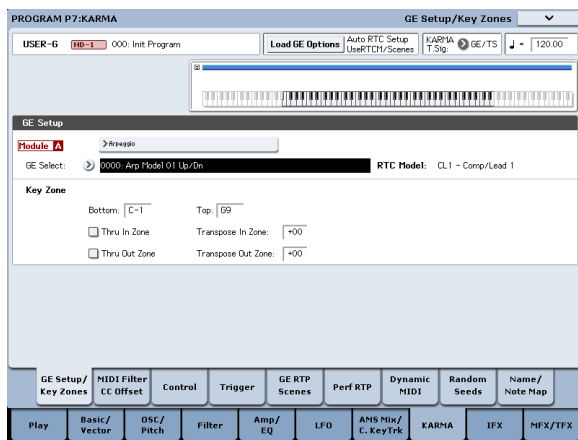 PROGRAM P7:KARMA GE Setup/Key Zones
USER-G HD-1 000: Init Program Load GE Options Auto RTC Setup UseRTCM/Scenes KARMA T.Sig: GE/TS ♩ = 120.00
GE Setup
Module A Arpeggio
GE Select: 0000: Arp Model 01 Up/Dn RTC Model: CL1 - Comp/Lead 1
Key Zone
Bottom: C-1 Top: G9
Thru In Zone Transpose In Zone: +00
Thru Out Zone Transpose Out Zone: +00
GE Setup/ Key Zones MIDI Filter CC Offset Control Trigger GE RTP Scenes Perf RTP Dynamic MIDI Random Seeds Name/ Note Map
Play Basic/ Vector OSC/ Pitch Filter Amp/ EQ LFO AMS Mix/ C. KeyTrk KARMA IFX MFX/TFX